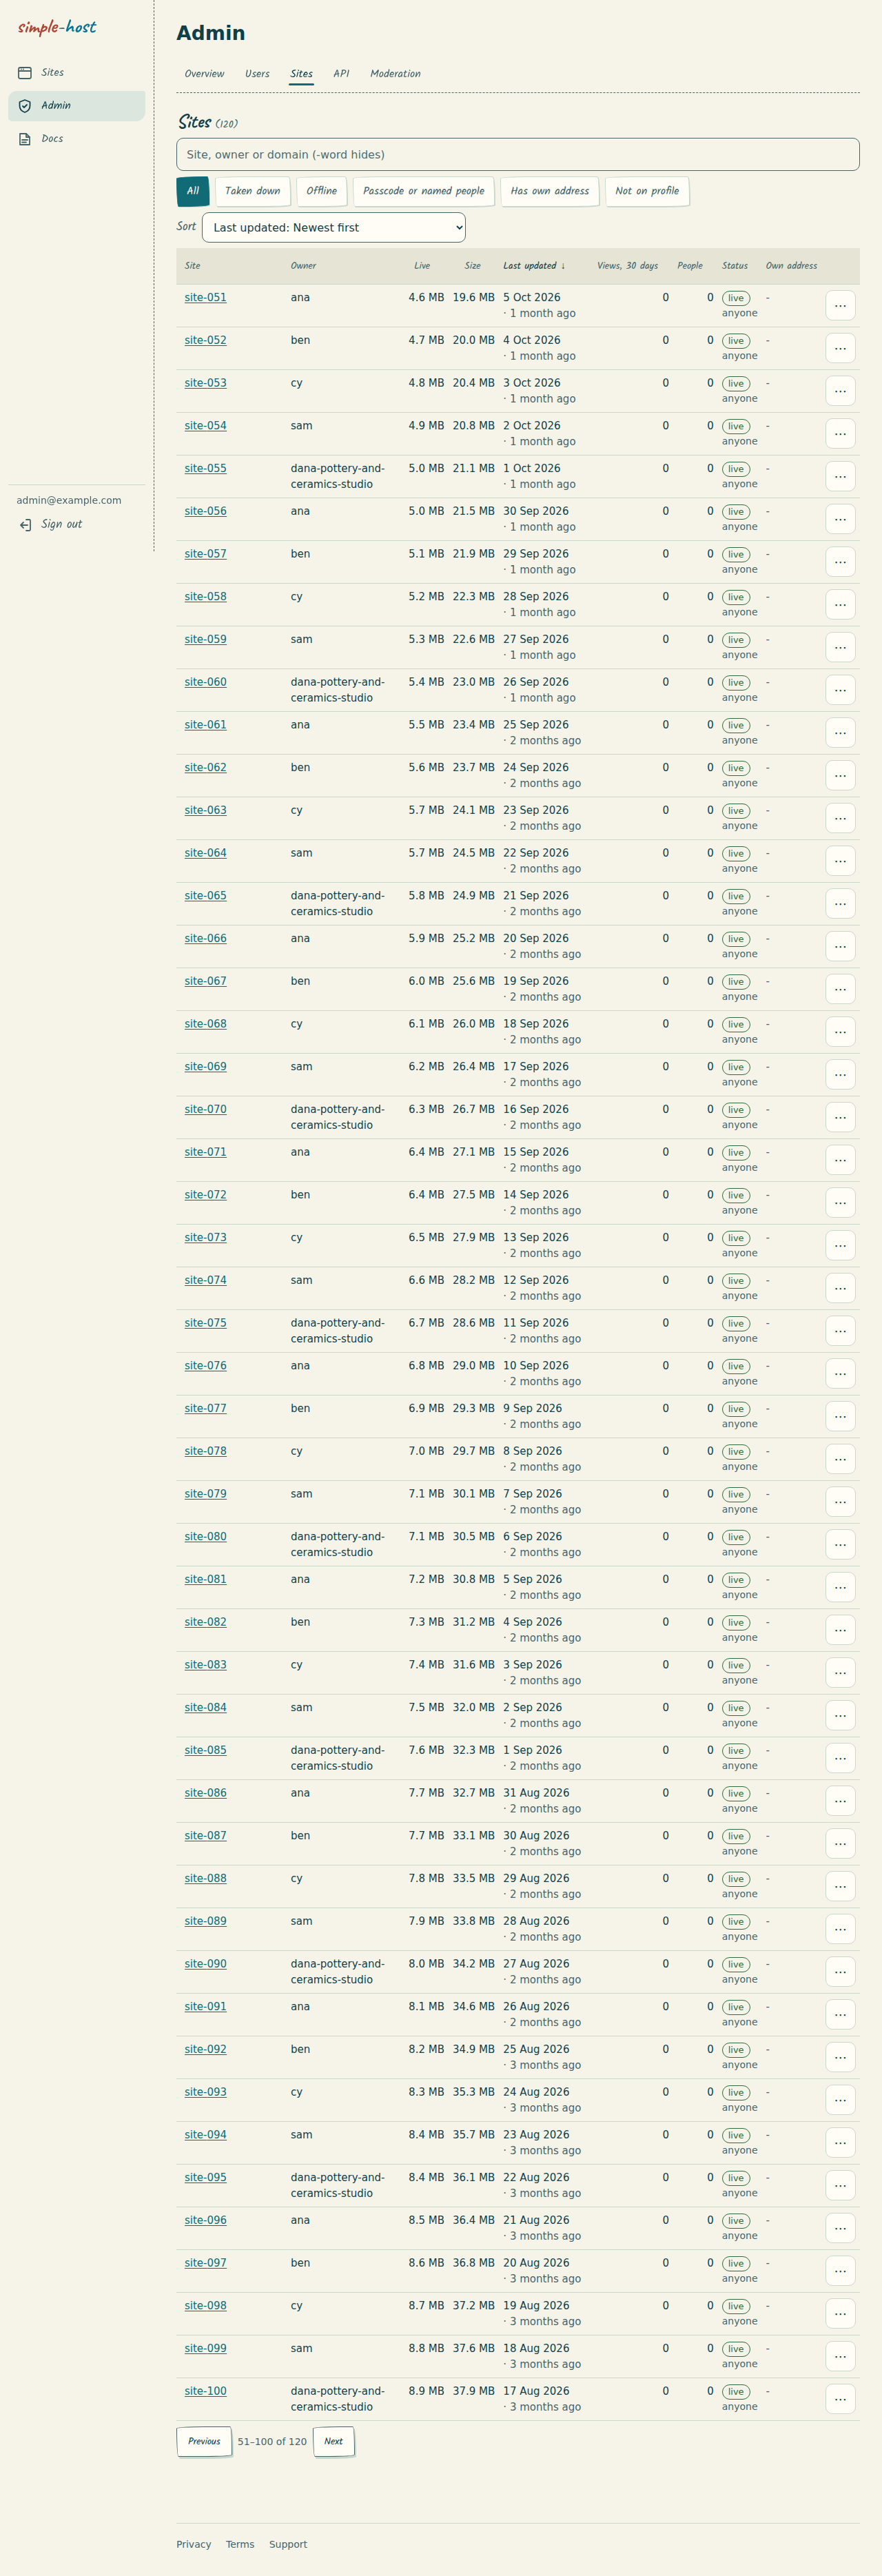 simple-host
Sites
Admin
Docs
admin@example.com
Sign out
Admin
Overview Users Sites API Moderation
Sites (120)
Site, owner or domain (-word hides)
All Taken down Offline Passcode or named people Has own address Not on profile
Sort Last updated: Newest first
Site Owner Live Size Last updated ↓ Views, 30 days People Status Own address
site-051 ana 4.6 MB 19.6 MB 5 Oct 2026 0 0 live - ...
· 1 month ago anyone
site-052 ben 4.7 MB 20.0 MB 4 Oct 2026 0 0 live - ...
· 1 month ago anyone
site-053 cy 4.8 MB 20.4 MB 3 Oct 2026 0 0 live - ...
· 1 month ago anyone
site-054 sam 4.9 MB 20.8 MB 2 Oct 2026 0 0 live - ...
· 1 month ago anyone
site-055 dana-pottery-and- 5.0 MB 21.1 MB 1 Oct 2026 0 0 live - ...
ceramics-studio · 1 month ago anyone
site-056 ana 5.0 MB 21.5 MB 30 Sep 2026 0 0 live - ...
· 1 month ago anyone
site-057 ben 5.1 MB 21.9 MB 29 Sep 2026 0 0 live - ...
· 1 month ago anyone
site-058 cy 5.2 MB 22.3 MB 28 Sep 2026 0 0 live - ...
· 1 month ago anyone
site-059 sam 5.3 MB 22.6 MB 27 Sep 2026 0 0 live - ...
· 1 month ago anyone
site-060 dana-pottery-and- 5.4 MB 23.0 MB 26 Sep 2026 0 0 live - ...
ceramics-studio · 1 month ago anyone
site-061 ana 5.5 MB 23.4 MB 25 Sep 2026 0 0 live - ...
· 2 months ago anyone
site-062 ben 5.6 MB 23.7 MB 24 Sep 2026 0 0 live - ...
· 2 months ago anyone
site-063 cy 5.7 MB 24.1 MB 23 Sep 2026 0 0 live - ...
· 2 months ago anyone
site-064 sam 5.7 MB 24.5 MB 22 Sep 2026 0 0 live - ...
· 2 months ago anyone
site-065 dana-pottery-and- 5.8 MB 24.9 MB 21 Sep 2026 0 0 live - ...
ceramics-studio · 2 months ago anyone
site-066 ana 5.9 MB 25.2 MB 20 Sep 2026 0 0 live - ...
· 2 months ago anyone
site-067 ben 6.0 MB 25.6 MB 19 Sep 2026 0 0 live - ...
· 2 months ago anyone
site-068 cy 6.1 MB 26.0 MB 18 Sep 2026 0 0 live - ...
· 2 months ago anyone
site-069 sam 6.2 MB 26.4 MB 17 Sep 2026 0 0 live - ...
· 2 months ago anyone
site-070 dana-pottery-and- 6.3 MB 26.7 MB 16 Sep 2026 0 0 live - ...
ceramics-studio · 2 months ago anyone
site-071 ana 6.4 MB 27.1 MB 15 Sep 2026 0 0 live - ...
· 2 months ago anyone
site-072 ben 6.4 MB 27.5 MB 14 Sep 2026 0 0 live - ...
· 2 months ago anyone
site-073 cy 6.5 MB 27.9 MB 13 Sep 2026 0 0 live - ...
· 2 months ago anyone
site-074 sam 6.6 MB 28.2 MB 12 Sep 2026 0 0 live - ...
· 2 months ago anyone
site-075 dana-pottery-and- 6.7 MB 28.6 MB 11 Sep 2026 0 0 live - ...
ceramics-studio · 2 months ago anyone
site-076 ana 6.8 MB 29.0 MB 10 Sep 2026 0 0 live - ...
· 2 months ago anyone
site-077 ben 6.9 MB 29.3 MB 9 Sep 2026 0 0 live - ...
· 2 months ago anyone
site-078 cy 7.0 MB 29.7 MB 8 Sep 2026 0 0 live - ...
· 2 months ago anyone
site-079 sam 7.1 MB 30.1 MB 7 Sep 2026 0 0 live - ...
· 2 months ago anyone
site-080 dana-pottery-and- 7.1 MB 30.5 MB 6 Sep 2026 0 0 live - ...
ceramics-studio · 2 months ago anyone
site-081 ana 7.2 MB 30.8 MB 5 Sep 2026 0 0 live - ...
· 2 months ago anyone
site-082 ben 7.3 MB 31.2 MB 4 Sep 2026 0 0 live - ...
· 2 months ago anyone
site-083 cy 7.4 MB 31.6 MB 3 Sep 2026 0 0 live - ...
· 2 months ago anyone
site-084 sam 7.5 MB 32.0 MB 2 Sep 2026 0 0 live - ...
· 2 months ago anyone
site-085 dana-pottery-and- 7.6 MB 32.3 MB 1 Sep 2026 0 0 live - ...
ceramics-studio · 2 months ago anyone
site-086 ana 7.7 MB 32.7 MB 31 Aug 2026 0 0 live - ...
· 2 months ago anyone
site-087 ben 7.7 MB 33.1 MB 30 Aug 2026 0 0 live - ...
· 2 months ago anyone
site-088 cy 7.8 MB 33.5 MB 29 Aug 2026 0 0 live - ...
· 2 months ago anyone
site-089 sam 7.9 MB 33.8 MB 28 Aug 2026 0 0 live - ...
· 2 months ago anyone
site-090 dana-pottery-and- 8.0 MB 34.2 MB 27 Aug 2026 0 0 live - ...
ceramics-studio · 2 months ago anyone
site-091 ana 8.1 MB 34.6 MB 26 Aug 2026 0 0 live - ...
· 2 months ago anyone
site-092 ben 8.2 MB 34.9 MB 25 Aug 2026 0 0 live - ...
· 3 months ago anyone
site-093 cy 8.3 MB 35.3 MB 24 Aug 2026 0 0 live - ...
· 3 months ago anyone
site-094 sam 8.4 MB 35.7 MB 23 Aug 2026 0 0 live - ...
· 3 months ago anyone
site-095 dana-pottery-and- 8.4 MB 36.1 MB 22 Aug 2026 0 0 live - ...
ceramics-studio · 3 months ago anyone
site-096 ana 8.5 MB 36.4 MB 21 Aug 2026 0 0 live - ...
· 3 months ago anyone
site-097 ben 8.6 MB 36.8 MB 20 Aug 2026 0 0 live - ...
· 3 months ago anyone
site-098 cy 8.7 MB 37.2 MB 19 Aug 2026 0 0 live - ...
· 3 months ago anyone
site-099 sam 8.8 MB 37.6 MB 18 Aug 2026 0 0 live - ...
· 3 months ago anyone
site-100 dana-pottery-and- 8.9 MB 37.9 MB 17 Aug 2026 0 0 live - ...
ceramics-studio · 3 months ago anyone
Previous 51–100 of 120 Next
Privacy Terms Support